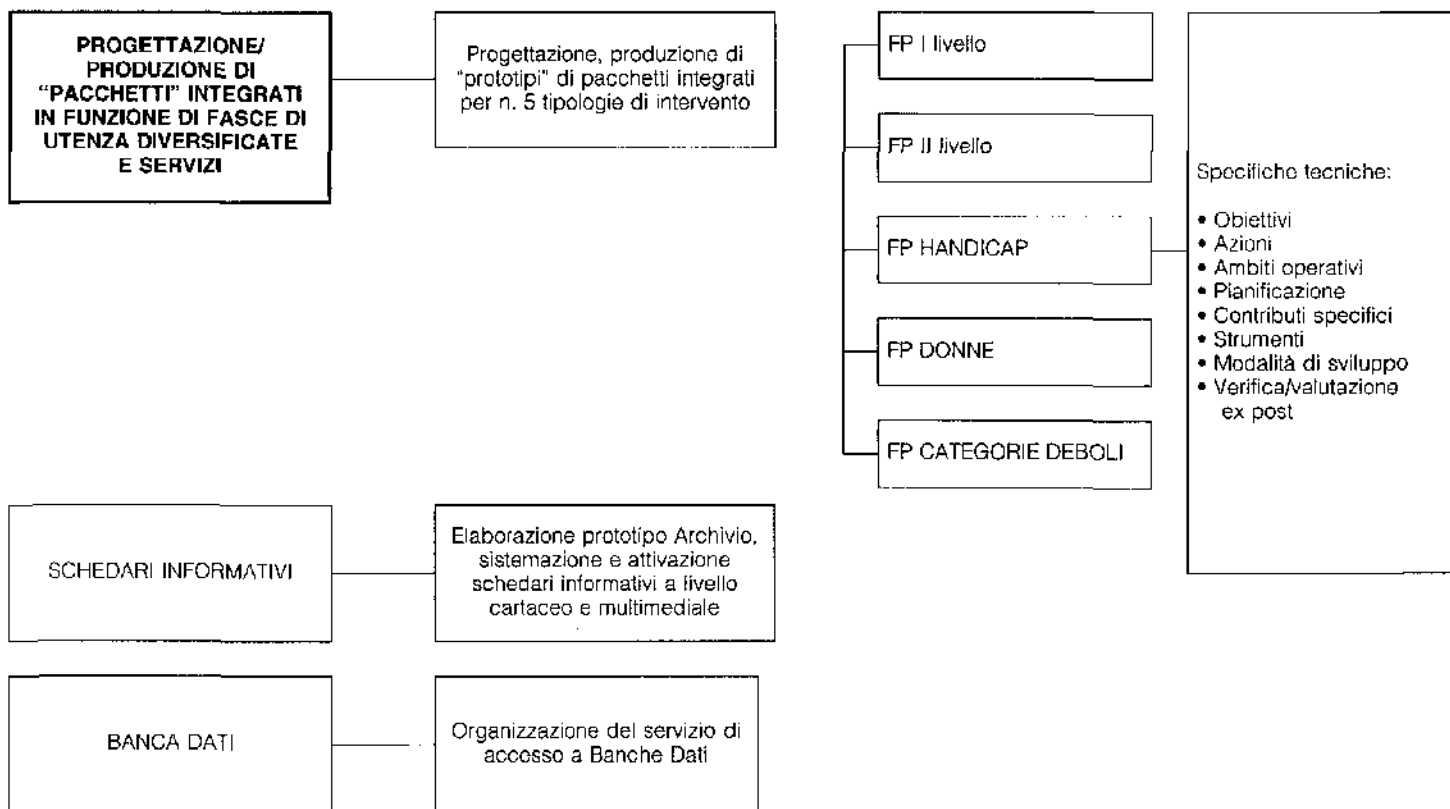 PROGETTAZIONE/
PRODUZIONE DI
"PACCHETTI" INTEGRATI
IN FUNZIONE DI FASCE DI
UTENZA DIVERSIFICATE
E SERVIZI
Progettazione, produzione di
"prototipi" di pacchetti integrati
per n. 5 tipologie di intervento
FP I livello
FP II livello
FP HANDICAP
FP DONNE
FP CATEGORIE DEBOLI
Specifiche tecniche:
• Obiettivi
• Azioni
• Ambiti operativi
• Pianificazione
• Contributi specifici
• Strumenti
• Modalità di sviluppo
• Verifica/valutazione
ex post
SCHEDARI INFORMATIVI
Elaborazione prototipo Archivio,
sistemazione e attivazione
schedari informativi a livello
cartaceo e multimediale
BANCA DATI
Organizzazione del servizio di
accesso a Banche Dati